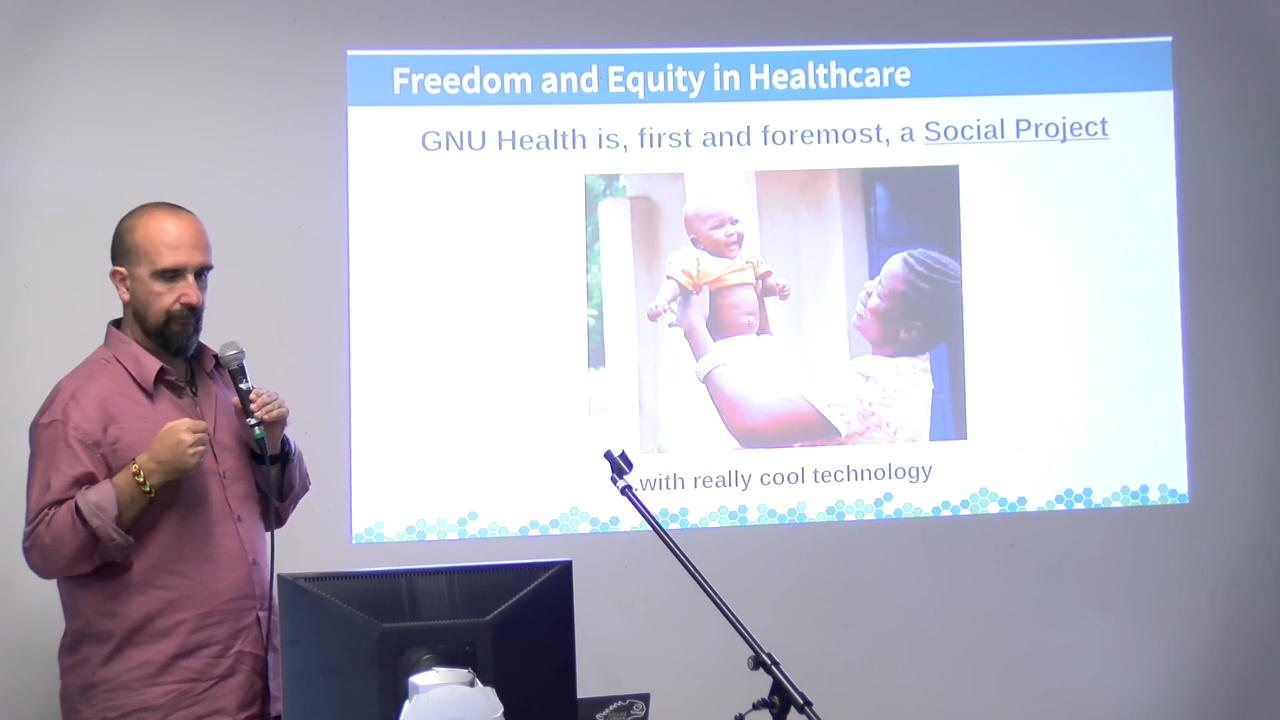 Freedom and Equity in Healthcare
GNU Health is, first and foremost, a Social Project
.with really cool technology